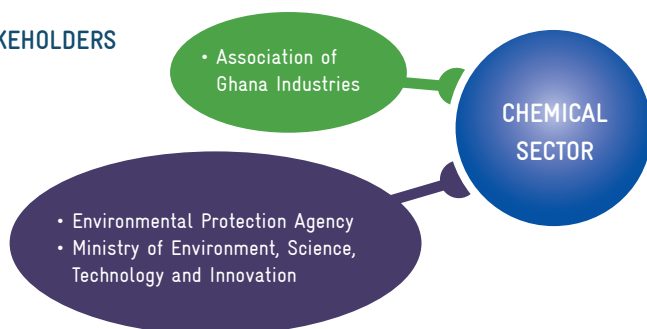 KEHOLDERS
• Association of
Ghana Industries
CHEMICAL
SECTOR
• Environmental Protection Agency
• Ministry of Environment, Science,
Technology and Innovation